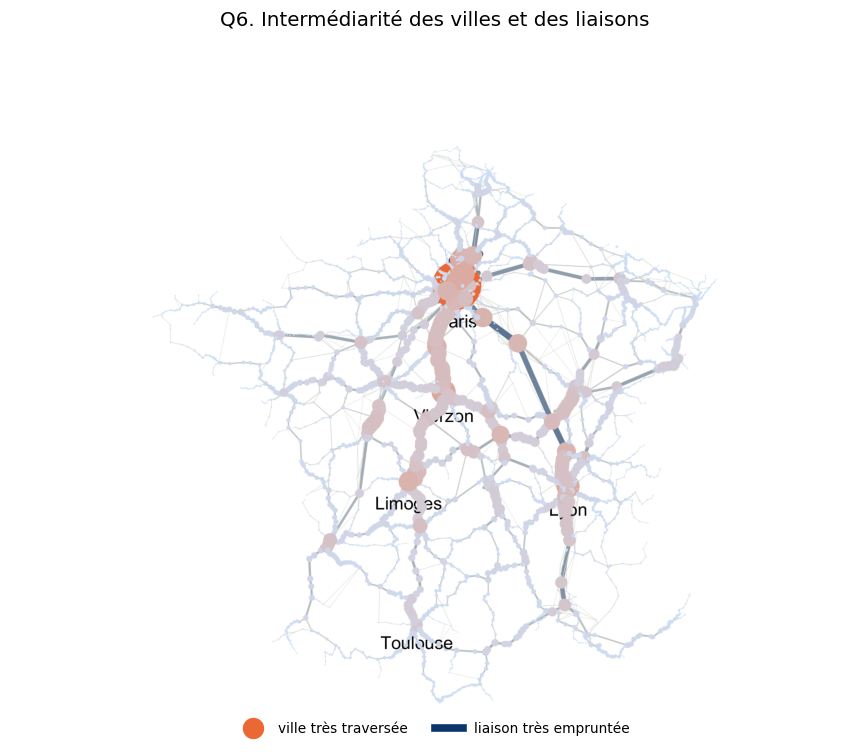 Q6. Intermédiarité des villes et des liaisons
Paris
Vierzon
Limoges
Lyon
Toulouse
ville très traversée
liaison très empruntée